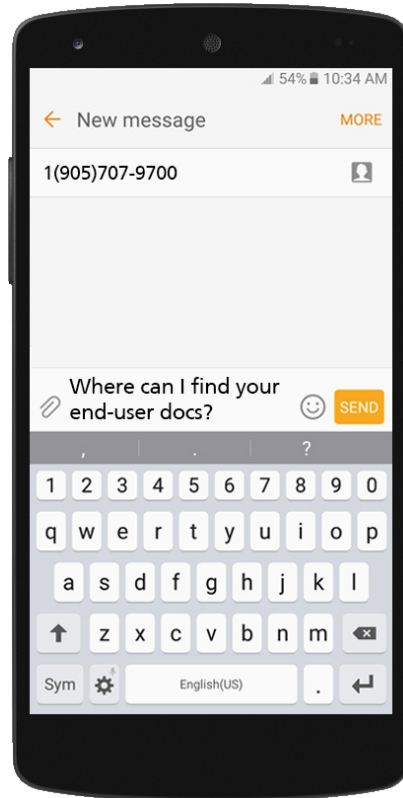 54% 10:34 AM
New message MORE
1(905)707-9700
Where can I find your
end-user docs?
SEND
, . ?
1 2 3 4 5 6 7 8 9 0
q w e r t y u i o p
a s d f g h j k l
z x c v b n m
Sym English(US) .